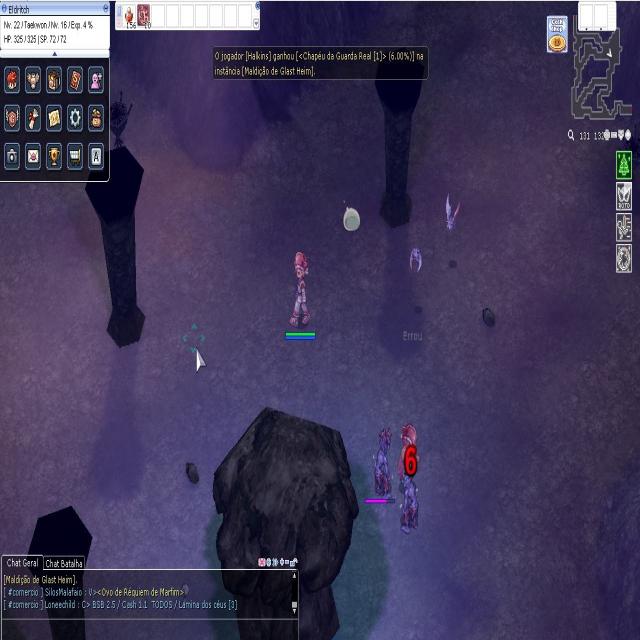 Eldritch
Nv. 22 / Taekwon / Nv. 16 / Exp. 4 %
HP. 325 / 325 | SP. 72 / 72
156
O jogador [Halkins] ganhou [<Chapéu da Guarda Real [1]> (6.00%)] na
instância [Maldição de Glast Heim].
131 132
Errou
6
Chat Geral
Chat Batalha
[Maldição de Glast Heim].
[ #comercio ] SilosMalafaio : V><Ovo de Réquiem de Marfim>
[ #comercio ] Loneechild : C> BSB 2.5 / Cash 1.1 TODOS / Lâmina dos céus [3]